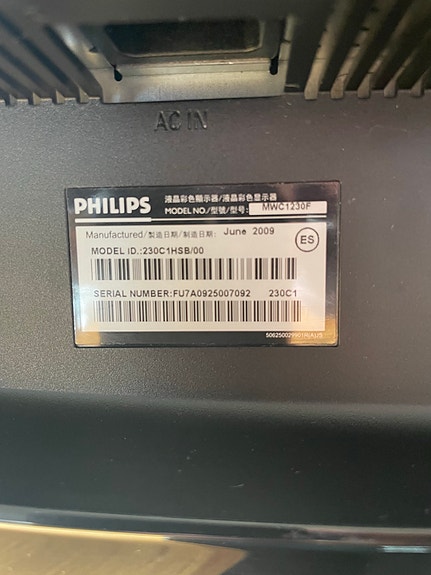 AC IN
PHILIPS 液晶彩色顯示器/液晶彩色显示器
MODEL NO./型號/型号: MWC1230F
Manufactured/製造日期/制造日期: June 2009
ES
MODEL ID.:230C1HSB/00
SERIAL NUMBER:FU7A0925007092 230C1